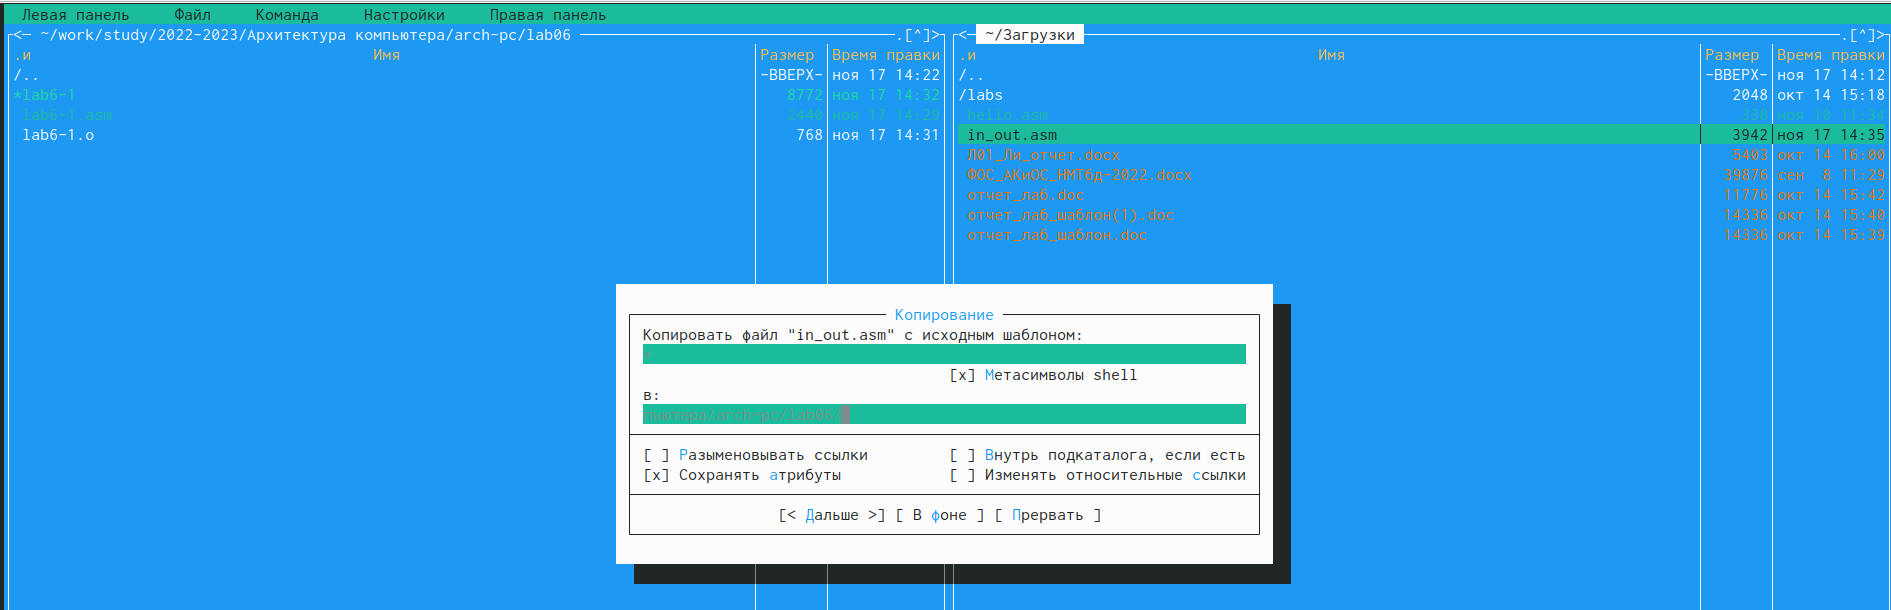 Левая панель Файл Команда Настройки Правая панель
<─ ~/work/study/2022-2023/Архитектура компьютера/arch-pc/lab06 .[^]>
.и Имя Размер Время правки
/.. -ВВЕРХ- ноя 17 14:22
*lab6-1 8772 ноя 17 14:32
lab6-1.asm 2440 ноя 17 14:29
lab6-1.o 768 ноя 17 14:31
<─ ~/Загрузки .[^]>
.и Имя Размер Время правки
/.. -ВВЕРХ- ноя 17 14:12
/labs 2048 окт 14 15:18
hello.asm 338 ноя 10 11:34
in_out.asm 3942 ноя 17 14:35
Л01_Ли_отчет.docx 5403 окт 14 16:00
ФОС_АКиОС_НМТбд-2022.docx 39876 сен 8 11:29
отчет_лаб.doc 11776 окт 14 15:42
отчет_лаб_шаблон(1).doc 14336 окт 14 15:40
отчет_лаб_шаблон.doc 14336 окт 14 15:39
Копирование
Копировать файл "in_out.asm" с исходным шаблоном:
*
[x] Метасимволы shell
в:
пьютера/arch-pc/lab06/
[ ] Разыменовывать ссылки [ ] Внутрь подкаталога, если есть
[x] Сохранять атрибуты [ ] Изменять относительные ссылки
[< Дальше >] [ В фоне ] [ Прервать ]